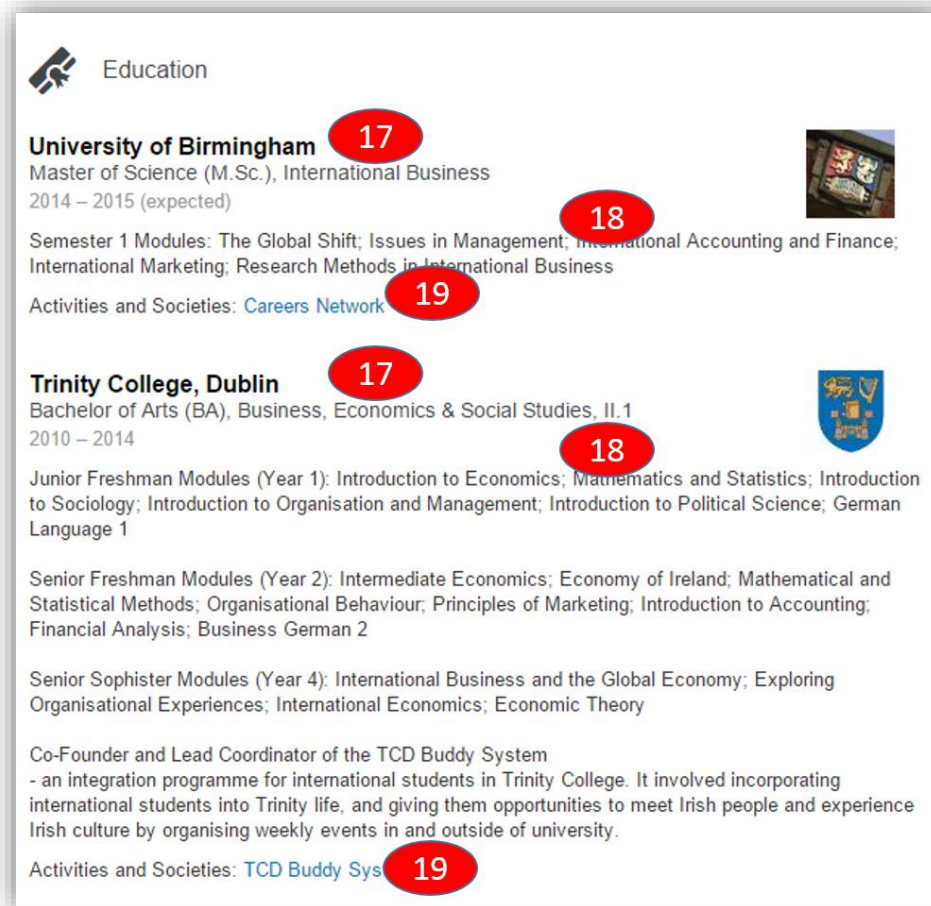 Education
University of Birmingham 17
Master of Science (M.Sc.), International Business
2014 – 2015 (expected)
18
Semester 1 Modules: The Global Shift; Issues in Management; International Accounting and Finance;
International Marketing; Research Methods in International Business
Activities and Societies: Careers Network 19
Trinity College, Dublin 17
Bachelor of Arts (BA), Business, Economics & Social Studies, II.1
2010 – 2014
18
Junior Freshman Modules (Year 1): Introduction to Economics; Mathematics and Statistics; Introduction
to Sociology; Introduction to Organisation and Management; Introduction to Political Science; German
Language 1
Senior Freshman Modules (Year 2): Intermediate Economics; Economy of Ireland; Mathematical and
Statistical Methods; Organisational Behaviour; Principles of Marketing; Introduction to Accounting;
Financial Analysis; Business German 2
Senior Sophister Modules (Year 4): International Business and the Global Economy; Exploring
Organisational Experiences; International Economics; Economic Theory
Co-Founder and Lead Coordinator of the TCD Buddy System
- an integration programme for international students in Trinity College. It involved incorporating
international students into Trinity life, and giving them opportunities to meet Irish people and experience
Irish culture by organising weekly events in and outside of university.
Activities and Societies: TCD Buddy Sys 19